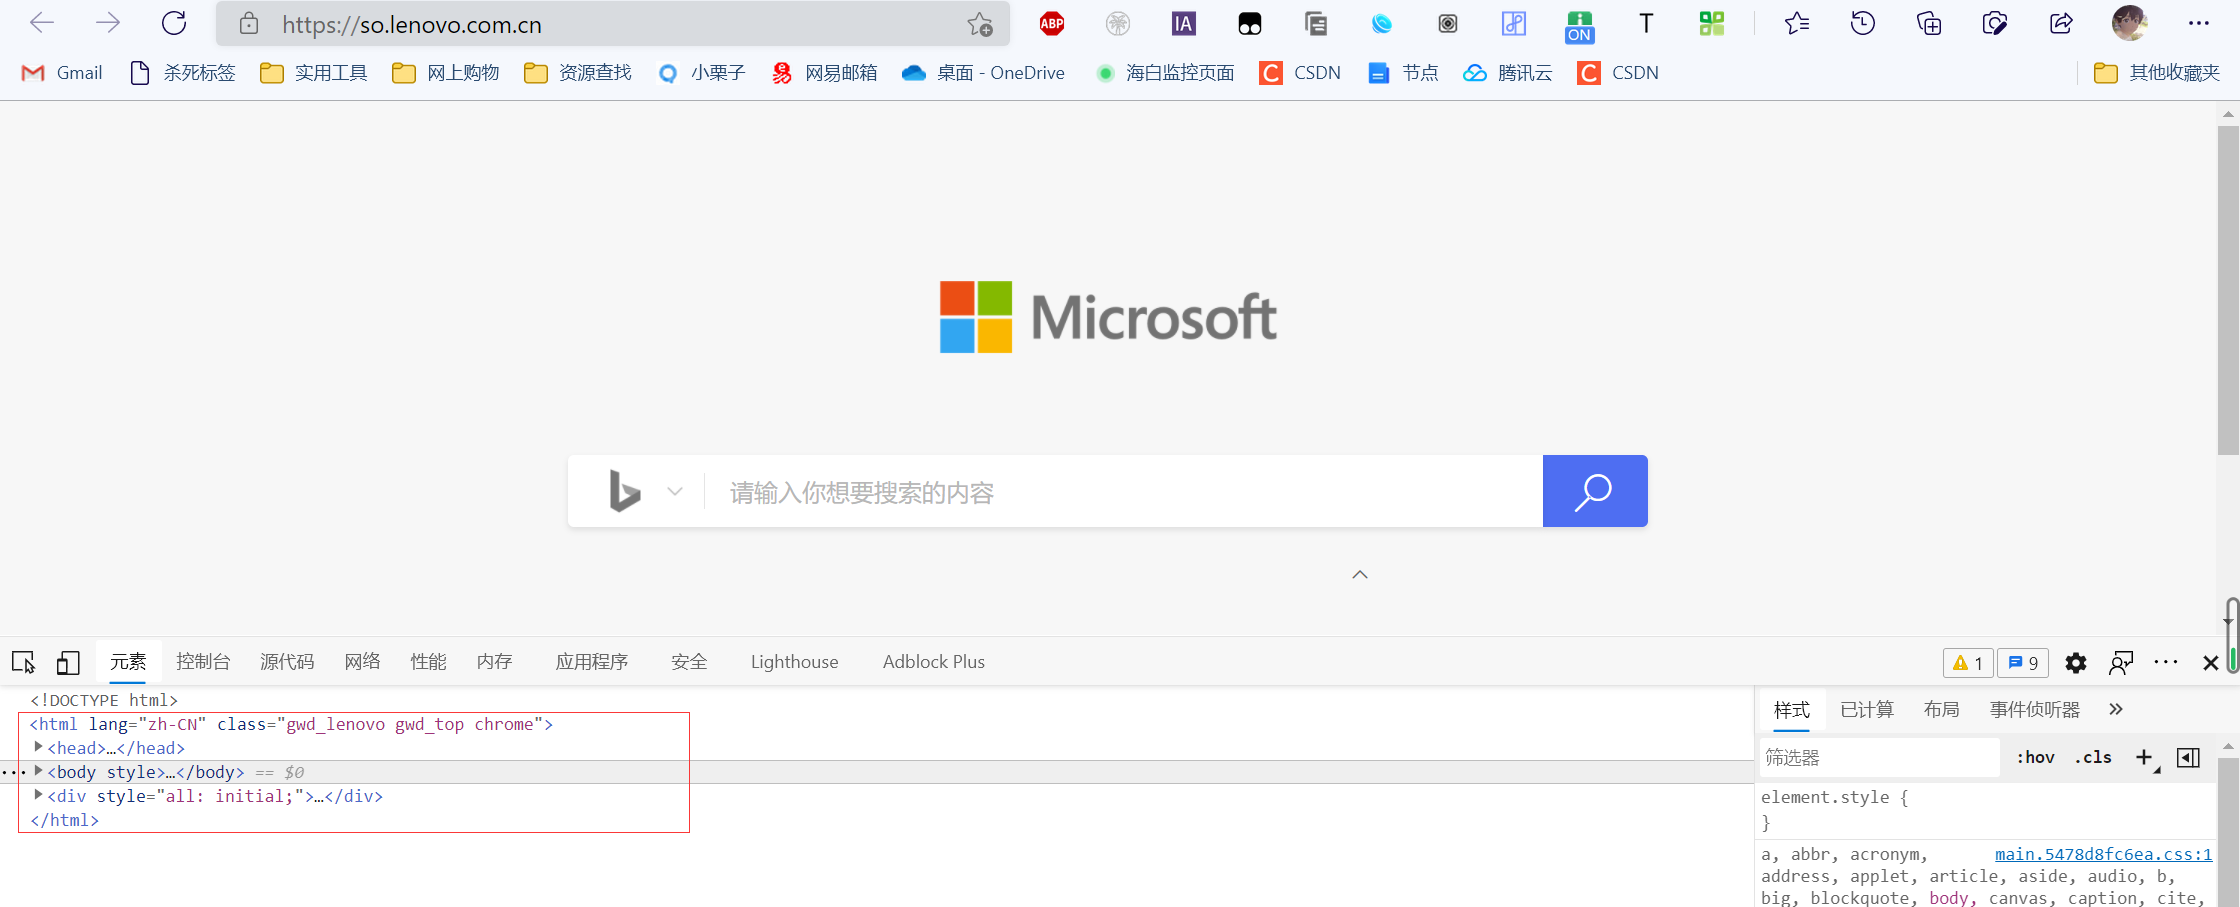 https://so.lenovo.com.cn
ABP
IA
ON
T
Gmail 杀死标签 实用工具 网上购物 资源查找 小栗子 网易邮箱 桌面 - OneDrive 海白监控页面 C CSDN 节点 腾讯云 C CSDN 其他收藏夹
Microsoft
请输入你想要搜索的内容
元素 控制台 源代码 网络 性能 内存 应用程序 安全 Lighthouse Adblock Plus 1 9
<!DOCTYPE html>
<html lang="zh-CN" class="gwd_lenovo gwd_top chrome">
<head>…</head>
<body style>…</body> == $0
<div style="all: initial;">…</div>
</html>
样式 已计算 布局 事件侦听器 »
筛选器 :hov .cls +
element.style {
}
a, abbr, acronym, main.5478d8fc6ea.css:1
address, applet, article, aside, audio, b,
big, blockquote, body, canvas, caption, cite,